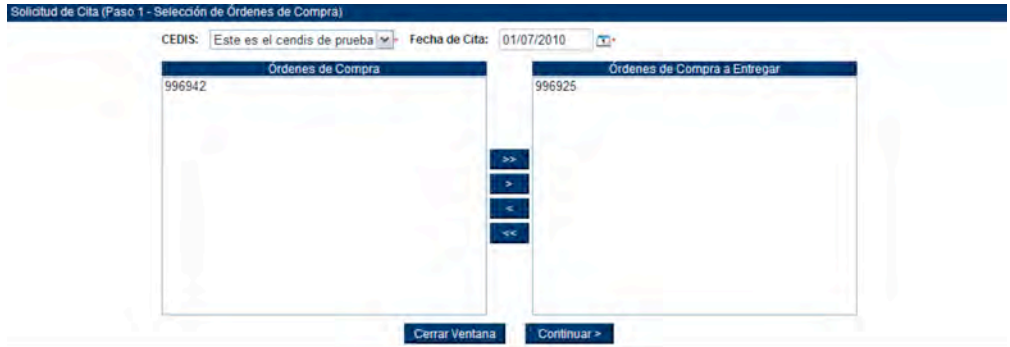 Solicitud de Cita (Paso 1 - Selección de Órdenes de Compra)
CEDIS: Este es el cendis de prueba * Fecha de Cita: 01/07/2010 *
Órdenes de Compra
996942
Órdenes de Compra a Entregar
996925
>>
>
<
<<
Cerrar Ventana Continuar >